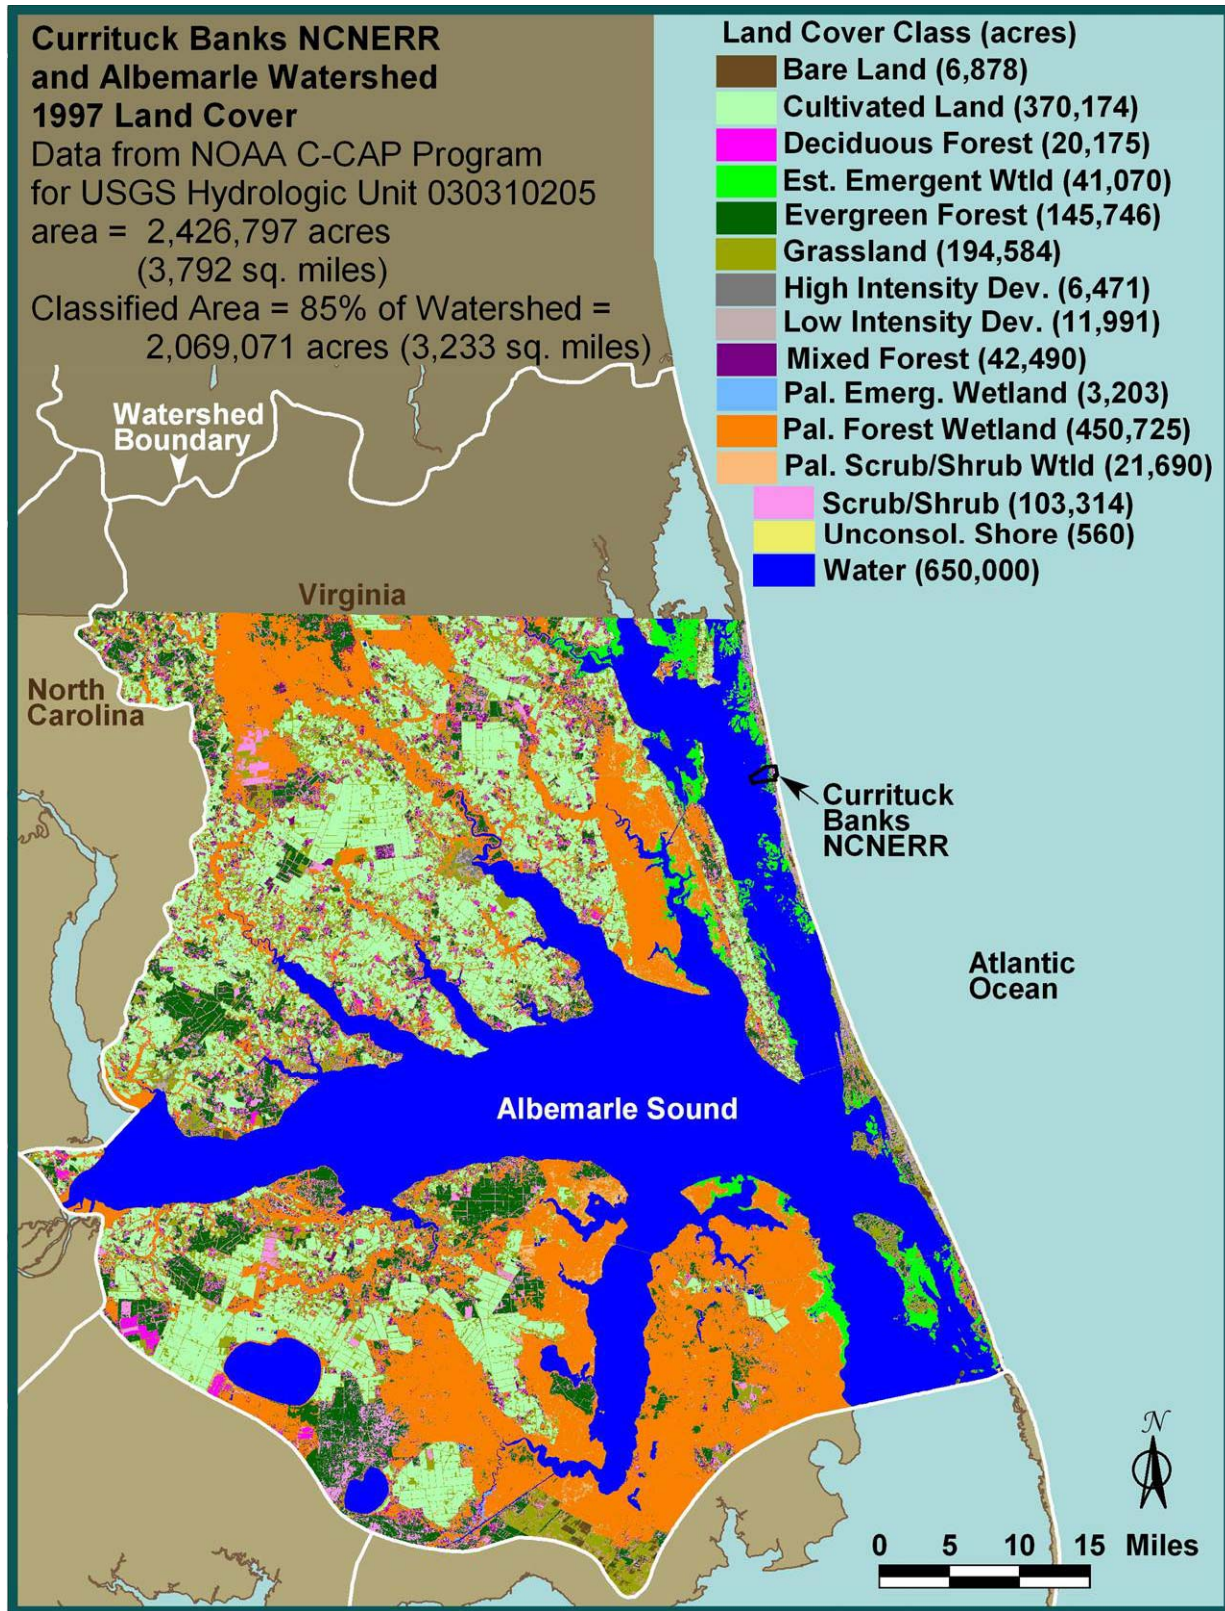 Currituck Banks NCNERR
and Albemarle Watershed
1997 Land Cover
Data from NOAA C-CAP Program
for USGS Hydrologic Unit 030310205
area = 2,426,797 acres
(3,792 sq. miles)
Classified Area = 85% of Watershed =
2,069,071 acres (3,233 sq. miles)
Land Cover Class (acres)
Bare Land (6,878)
Cultivated Land (370,174)
Deciduous Forest (20,175)
Est. Emergent Wtld (41,070)
Evergreen Forest (145,746)
Grassland (194,584)
High Intensity Dev. (6,471)
Low Intensity Dev. (11,991)
Mixed Forest (42,490)
Pal. Emerg. Wetland (3,203)
Pal. Forest Wetland (450,725)
Pal. Scrub/Shrub Wtld (21,690)
Scrub/Shrub (103,314)
Unconsol. Shore (560)
Water (650,000)
Watershed
Boundary
Virginia
North
Carolina
Currituck
Banks
NCNERR
Atlantic
Ocean
Albemarle Sound
N
0 5 10 15 Miles